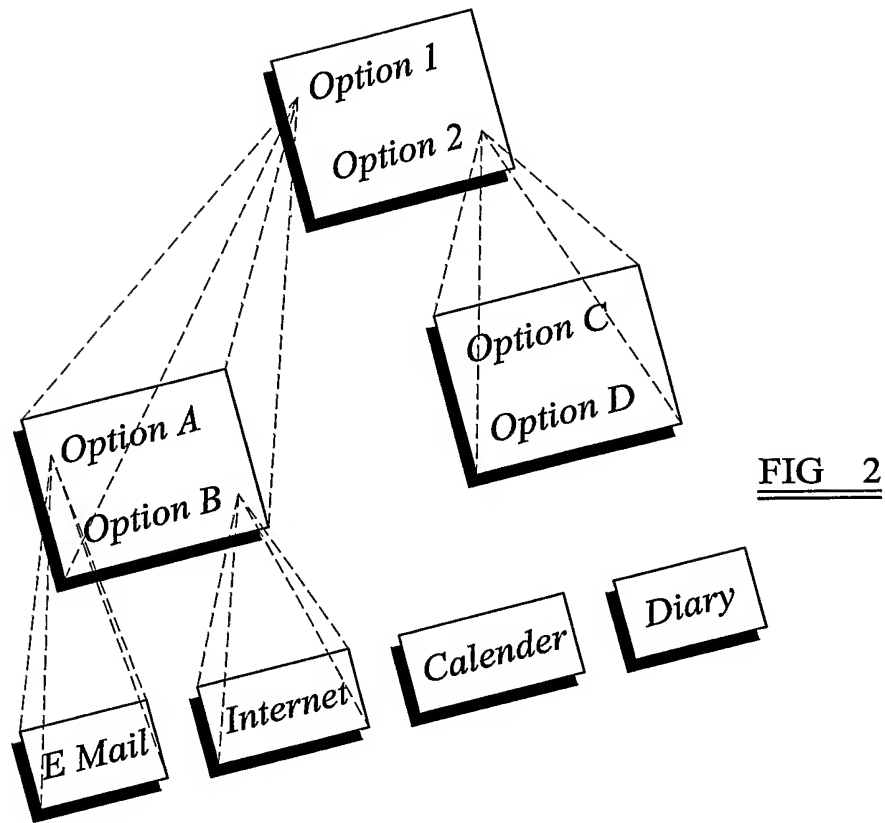 Option 1
Option 2
Option C
Option D
Option A
Option B
FIG 2
Diary
Calender
Internet
E Mail